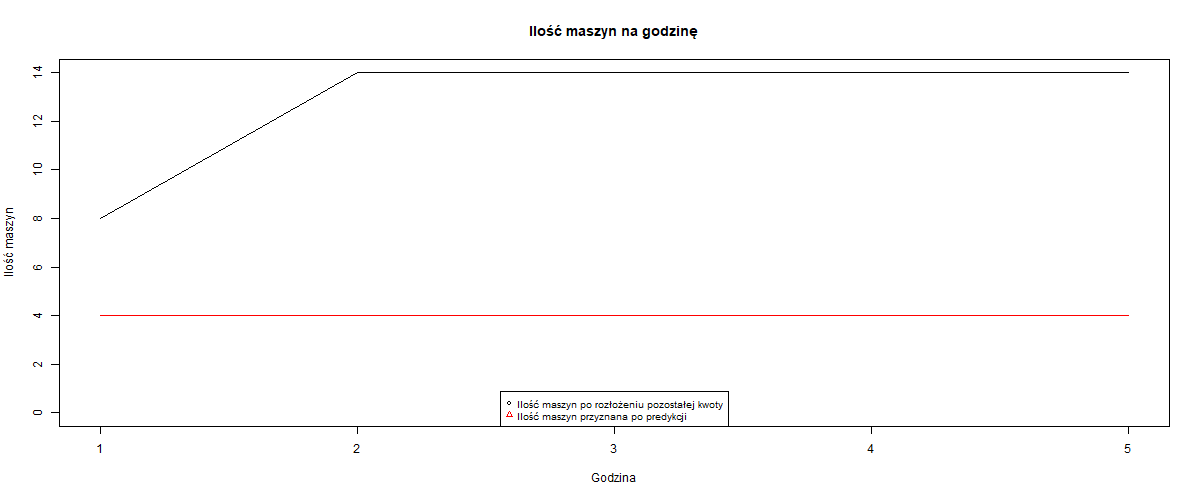 Ilość maszyn na godzinę
Ilość maszyn
14
12
10
8
6
4
2
0
Ilość maszyn po rozłożeniu pozostałej kwoty
Ilość maszyn przyznana po predykcji
1 2 3 4 5
Godzina